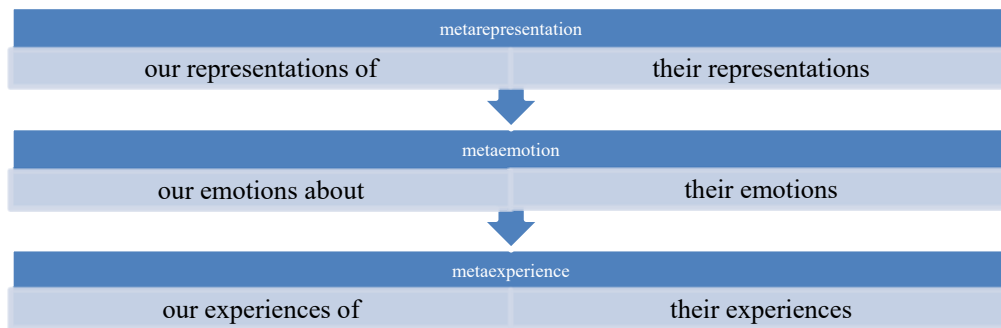 metarepresentation
our representations of their representations
metaemotion
our emotions about their emotions
metaexperience
our experiences of their experiences